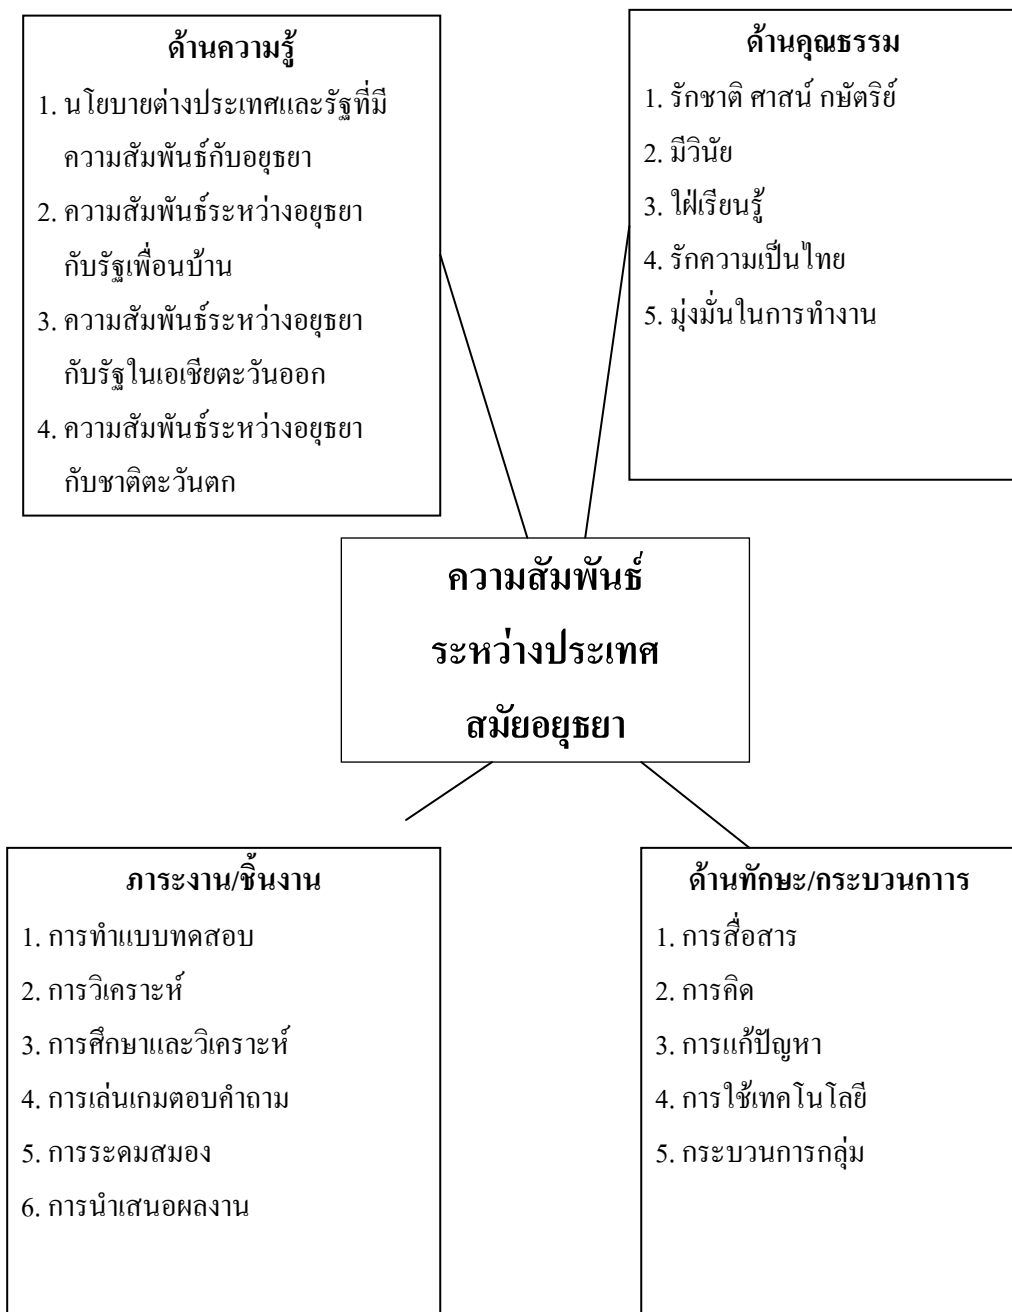 ด้านความรู้
1. นโยบายต่างประเทศและรัฐที่มี
ความสัมพันธ์กับอยุธยา
2. ความสัมพันธ์ระหว่างอยุธยา
กับรัฐเพื่อนบ้าน
3. ความสัมพันธ์ระหว่างอยุธยา
กับรัฐในเอเชียตะวันออก
4. ความสัมพันธ์ระหว่างอยุธยา
กับชาติตะวันตก
ด้านคุณธรรม
1. รักชาติ ศาสน์ กษัตริย์
2. มีวินัย
3. ใฝ่เรียนรู้
4. รักความเป็นไทย
5. มุ่งมั่นในการทำงาน
ความสัมพันธ์
ระหว่างประเทศ
สมัยอยุธยา
ภาระงาน/ชิ้นงาน
1. การทำแบบทดสอบ
2. การวิเคราะห์
3. การศึกษาและวิเคราะห์
4. การเล่นเกมตอบคำถาม
5. การระดมสมอง
6. การนำเสนอผลงาน
ด้านทักษะ/กระบวนกาาร
1. การสื่อสาร
2. การคิด
3. การแก้ปัญหา
4. การใช้เทคโนโลยี
5. กระบวนการกลุ่ม